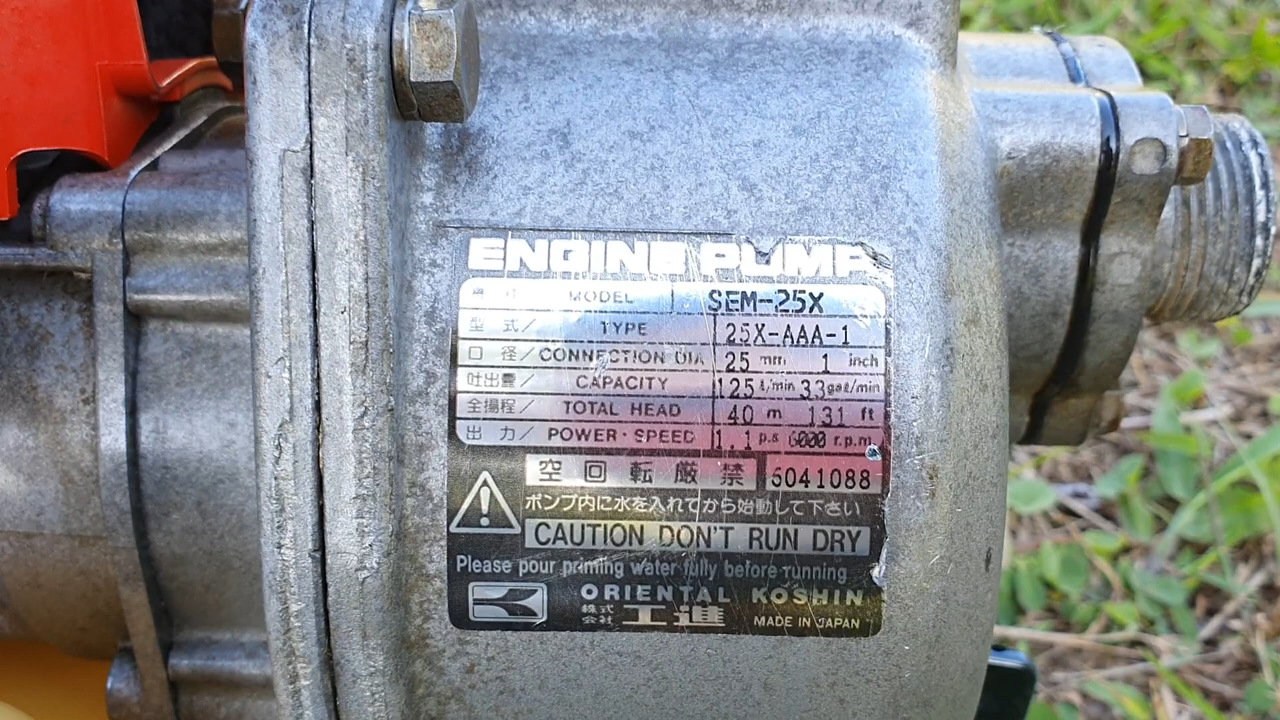 ENGINE PUMP
MODEL SEM-25X
型式/ TYPE 25X-AAA-1
口径/ CONNECTION DIA 25 mm 1 inch
吐出量/ CAPACITY 125 ℓ/min 33 gal/min
全揚程/ TOTAL HEAD 40 m 131 ft
出力/ POWER・SPEED 1.1 p.s 6000 r.p.m.
空回転厳禁 6041088
ポンプ内に水を入れてから始動して下さい
CAUTION DON'T RUN DRY
Please pour priming water fully before running
ORIENTAL KOSHIN
株式会社 工進 MADE IN JAPAN